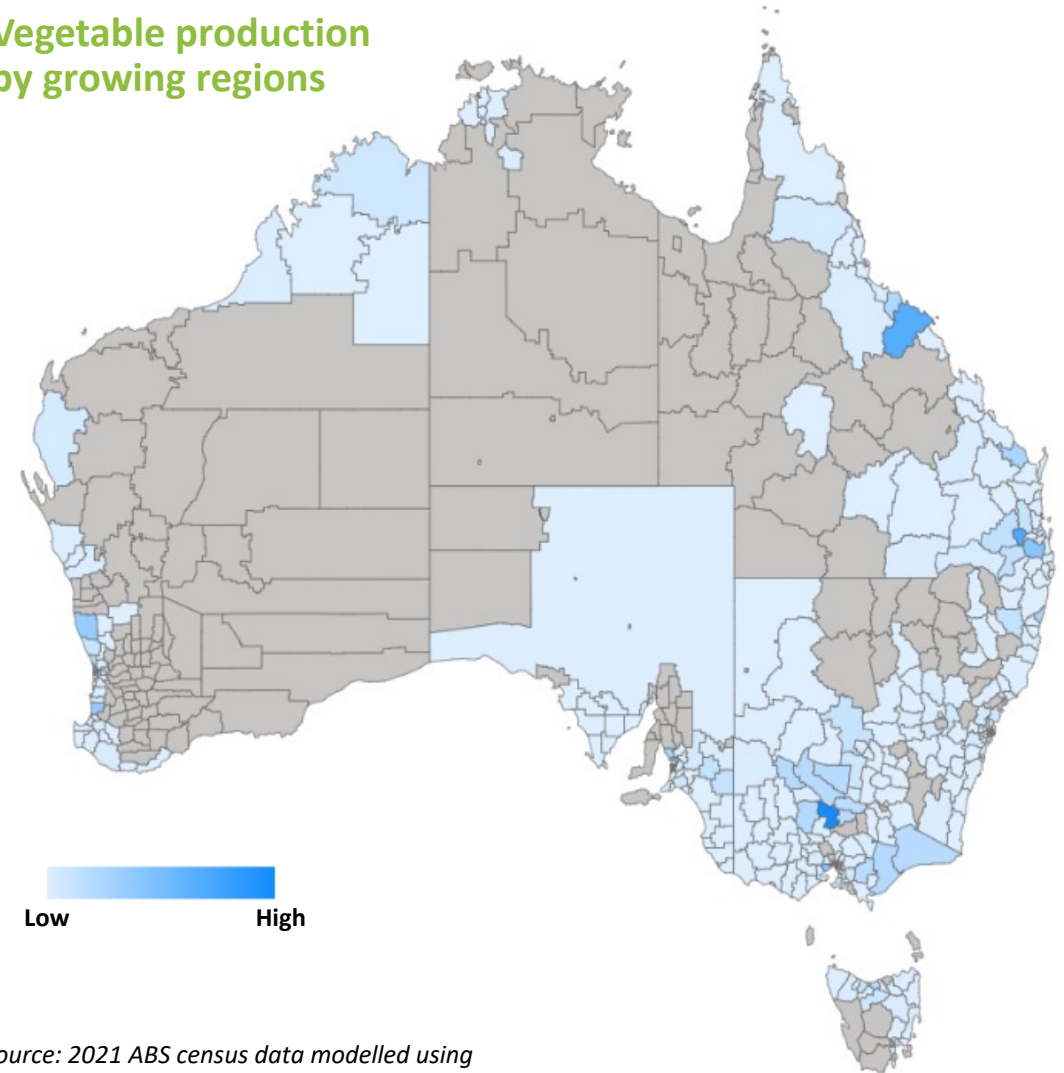 Vegetable production
by growing regions
Low High
ource: 2021 ABS census data modelled using